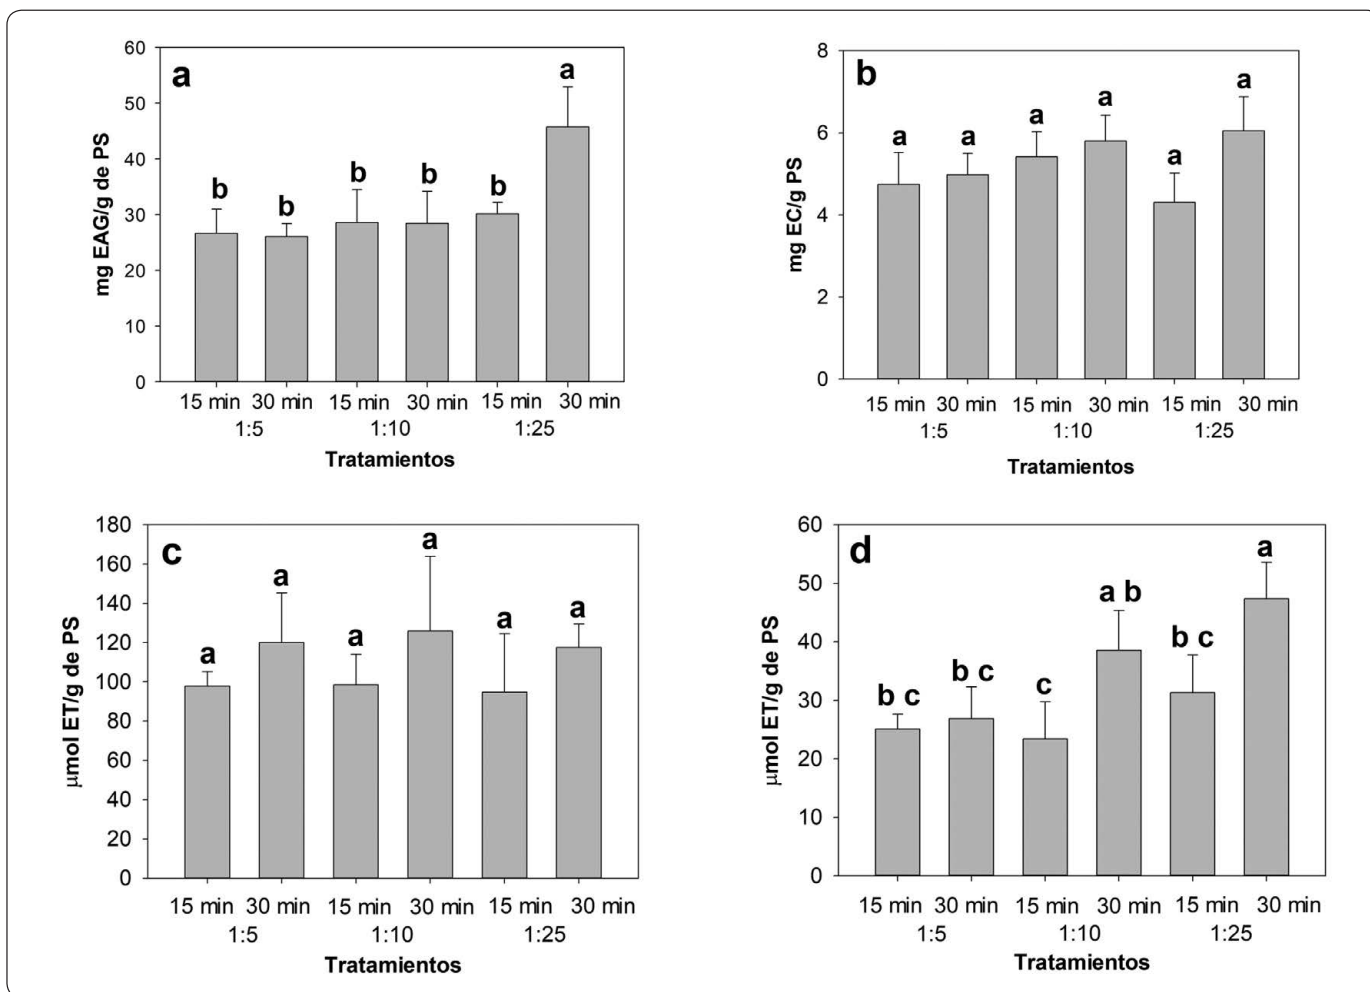 a
mg EAG/g de PS
60
50
40
30
20
10
0
b
b
b
b
b
a
15 min 30 min 15 min 30 min 15 min 30 min
1:5 1:10 1:25
Tratamientos
b
mg EC/g PS
8
6
4
2
0
a
a
a
a
a
a
15 min 30 min 15 min 30 min 15 min 30 min
1:5 1:10 1:25
Tratamientos
c
µmol ET/g de PS
180
160
140
120
100
80
60
40
20
0
a
a
a
a
a
a
15 min 30 min 15 min 30 min 15 min 30 min
1:5 1:10 1:25
Tratamientos
d
µmol ET/g de PS
60
50
40
30
20
10
0
b c
b c
c
a b
b c
a
15 min 30 min 15 min 30 min 15 min 30 min
1:5 1:10 1:25
Tratamientos